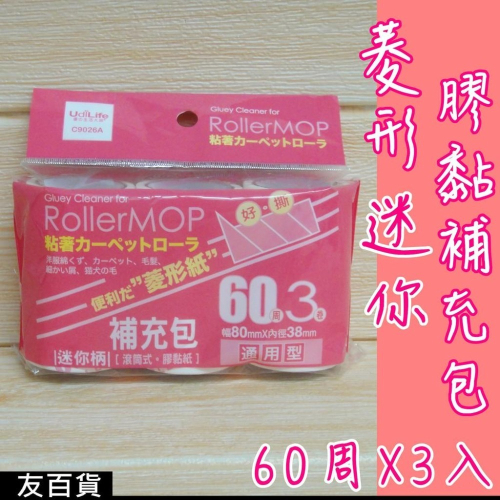 菱形迷你
膠黏補充包
60周X3入
UdiLife
C9026A
Gluey Cleaner for
RollerMOP
粘着カーペットローラ
Gluey Cleaner for
RollerMOP
粘著カーペットローラ
洋服綿くず、カーペット、毛髪、
細かい屑、猫犬の毛
便利だ"菱形紙"
好撕
60周3卷
補充包
幅80mmX內徑38mm
迷你柄 [滾筒式・膠黏紙]
通用型
友百貨